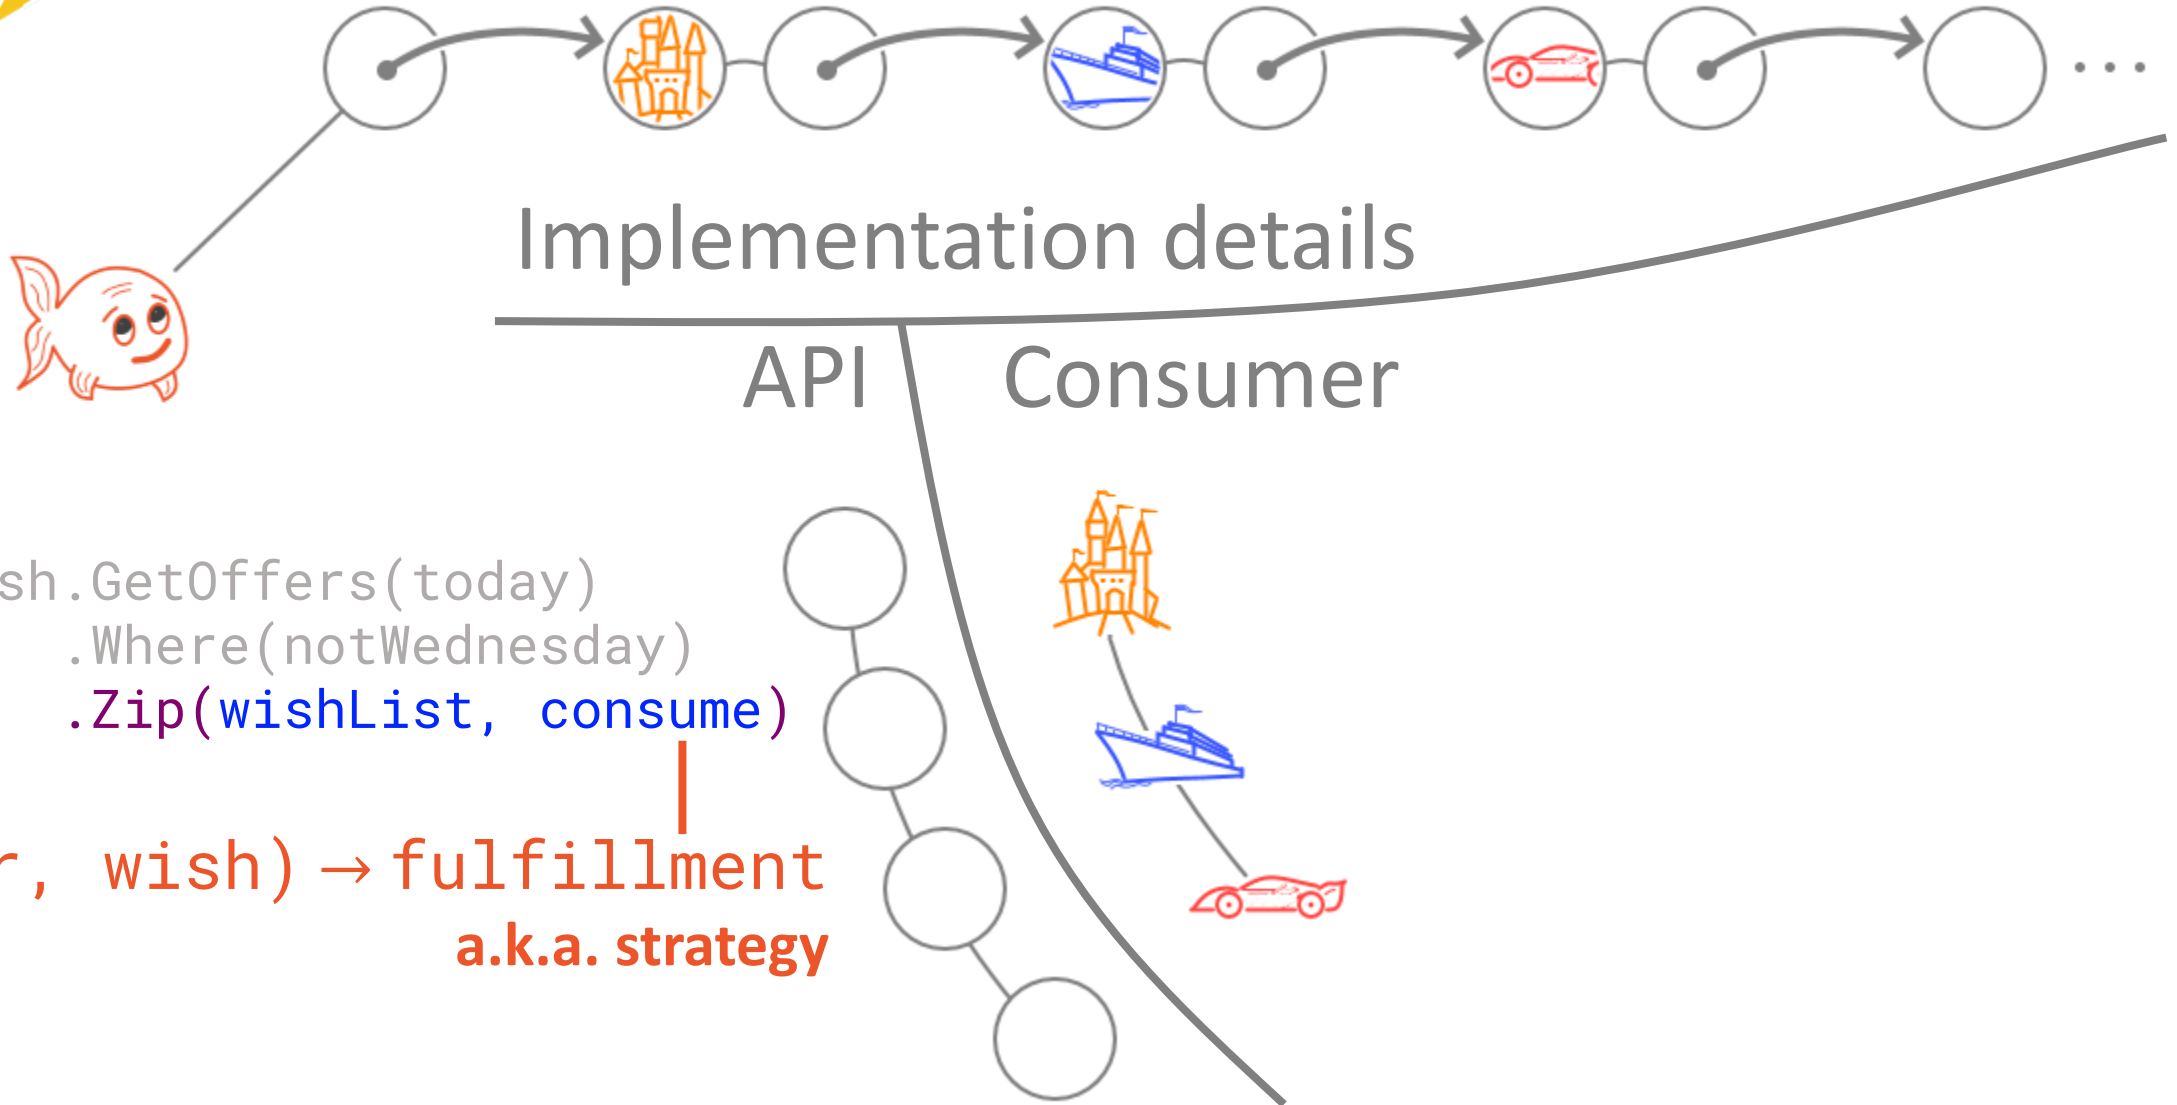 Implementation details
API
Consumer
sh.GetOffers(today)
.Where(notWednesday)
.Zip(wishList, consume)
r, wish) → fulfillment
a.k.a. strategy